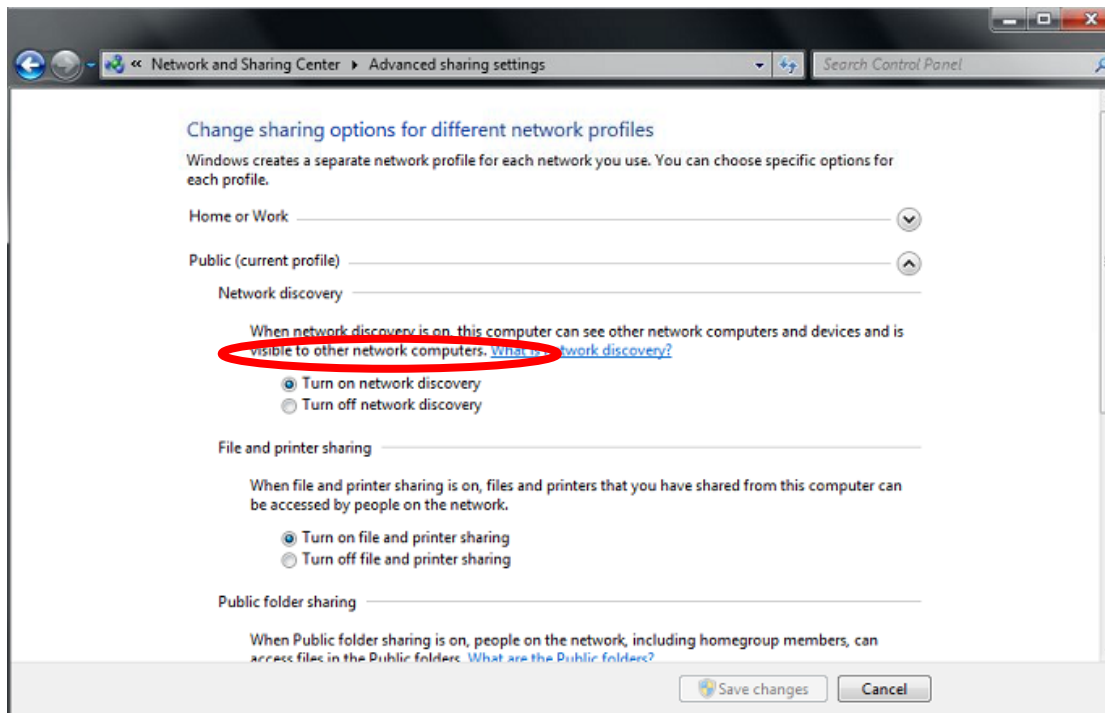 « Network and Sharing Center ▸ Advanced sharing settings
Search Control Panel
Change sharing options for different network profiles
Windows creates a separate network profile for each network you use. You can choose specific options for
each profile.
Home or Work
Public (current profile)
Network discovery
When network discovery is on, this computer can see other network computers and devices and is
visible to other network computers. What is network discovery?
Turn on network discovery
Turn off network discovery
File and printer sharing
When file and printer sharing is on, files and printers that you have shared from this computer can
be accessed by people on the network.
Turn on file and printer sharing
Turn off file and printer sharing
Public folder sharing
When Public folder sharing is on, people on the network, including homegroup members, can
access files in the Public folders. What are the Public folders?
Save changes
Cancel